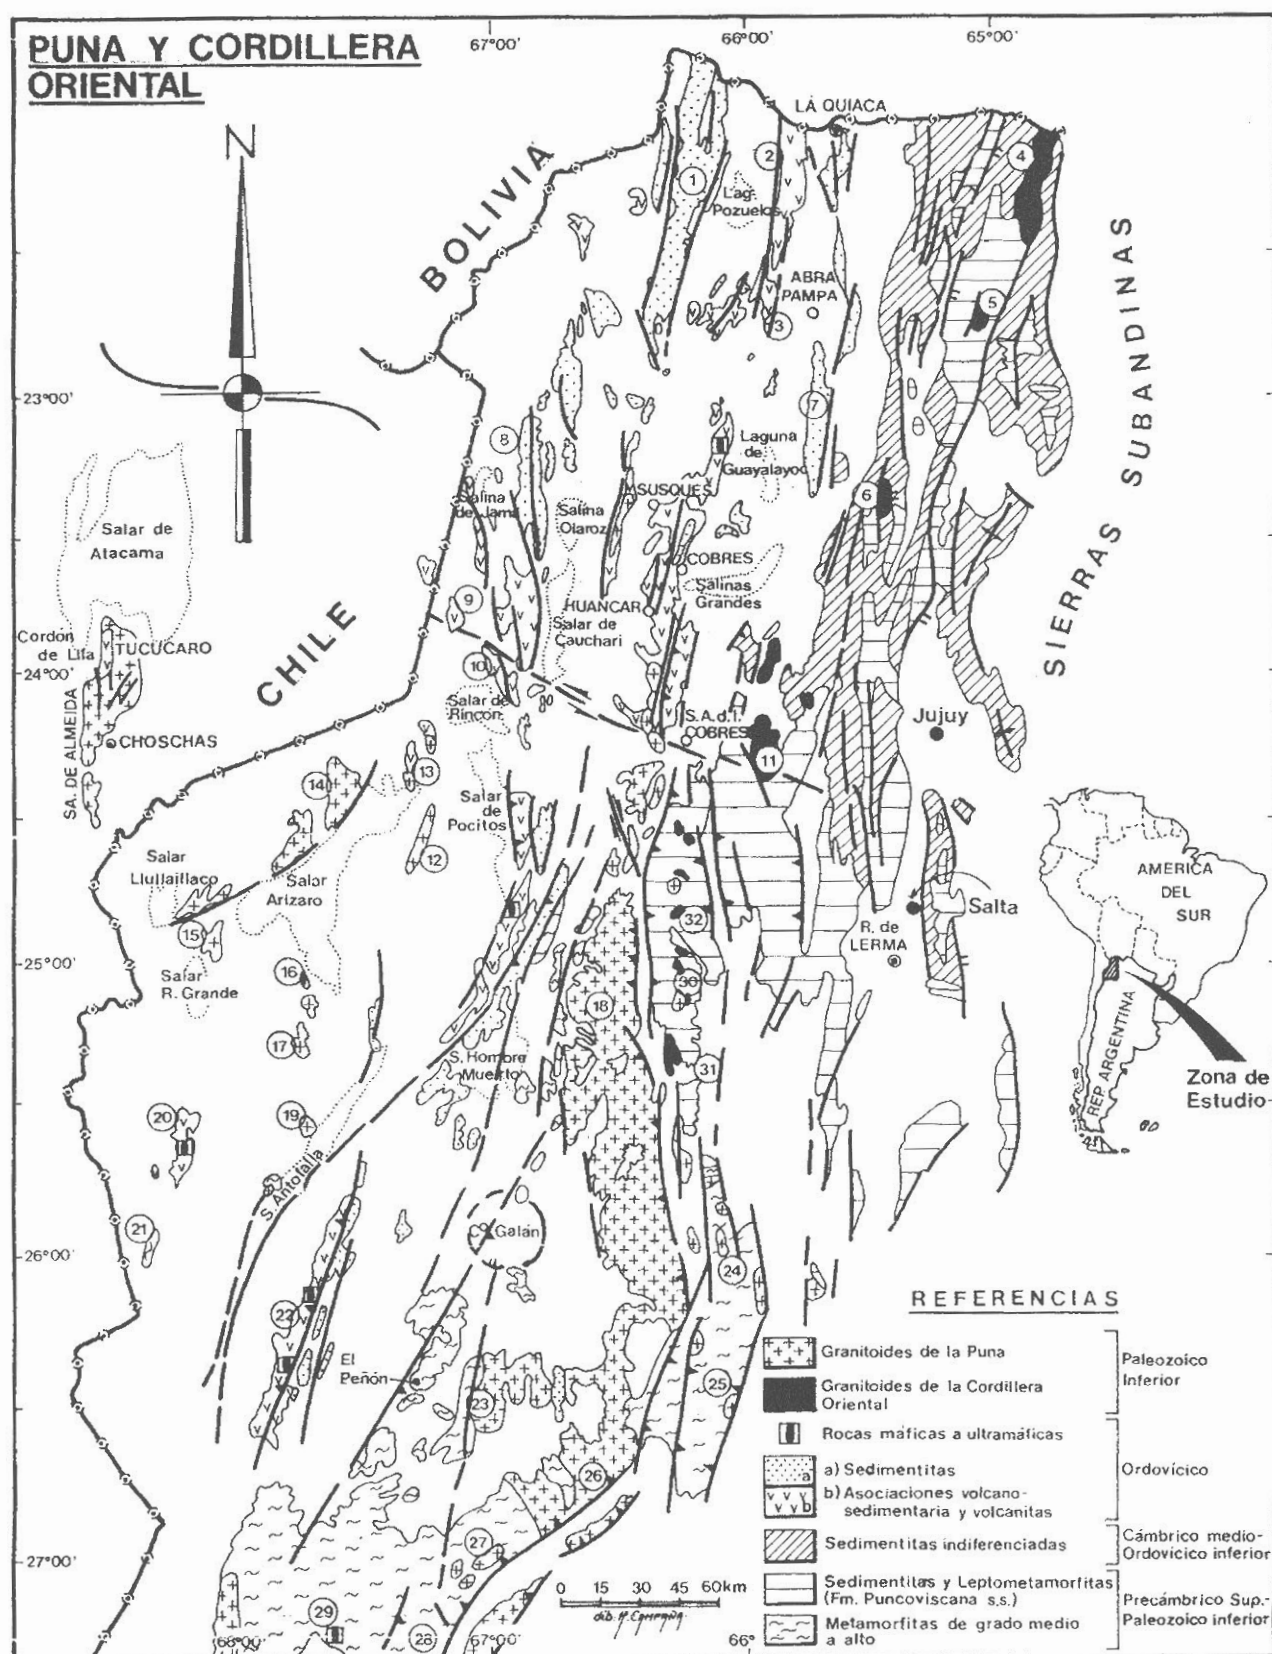 PUNA Y CORDILLERA
ORIENTAL
67°00'
66°00'
65°00'
N
LA QUIACA
BOLIVIA
1
2
4
Lag.
Pozuelos
ABRA
PAMPA
3
5
SIERRAS SUBANDINAS
23°00'
7
8
Laguna
de
Guayalayoc
Salar de
Atacama
Salina
de Jama
SUSQUES
Salina
Olaroz
6
COBRES
Salinas
Grandes
9
HUANCAR
Salar de
Cauchari
Cordón
de Lila
TUCUCARO
CHILE
24°00'
10
Salar de
Rincón
S.A.d.l.
COBRES
Jujuy
SA. DE ALMEIDA
CHOSCHAS
11
14
13
Salar
de
Pocitos
12
Salar
Llullaillaco
Salar
Arizaro
AMERICA
DEL
SUR
15
32
Salta
R. de
LERMA
25°00'
16
Salar
R. Grande
18
30
17
S. Hombre
Muerto
31
REP. ARGENTINA
Zona de
Estudio
20
19
S. Antofalla
21
Galán
26°00'
24
22
REFERENCIAS
El
Peñón
23
25
Granitoides de la Puna
Granitoides de la Cordillera
Oriental
Paleozoico
Inferior
Rocas máficas a ultramáficas
a
a) Sedimentitas
b
b) Asociaciones volcano-
sedimentaria y volcanitas
Ordovícico
26
27
27°00'
Sedimentitas indiferenciadas
Cámbrico medio-
Ordovícico inferior
0 15 30 45 60km
Sedimentitas y Leptometamorfitas
(Fm. Puncoviscana s.s.)
Metamorfitas de grado medio
a alto
Precámbrico Sup.-
Paleozoico inferior
29
28
68°00'
67°00'
66°